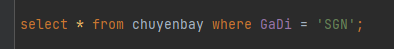 select * from chuyenbay where GaDi = 'SGN';